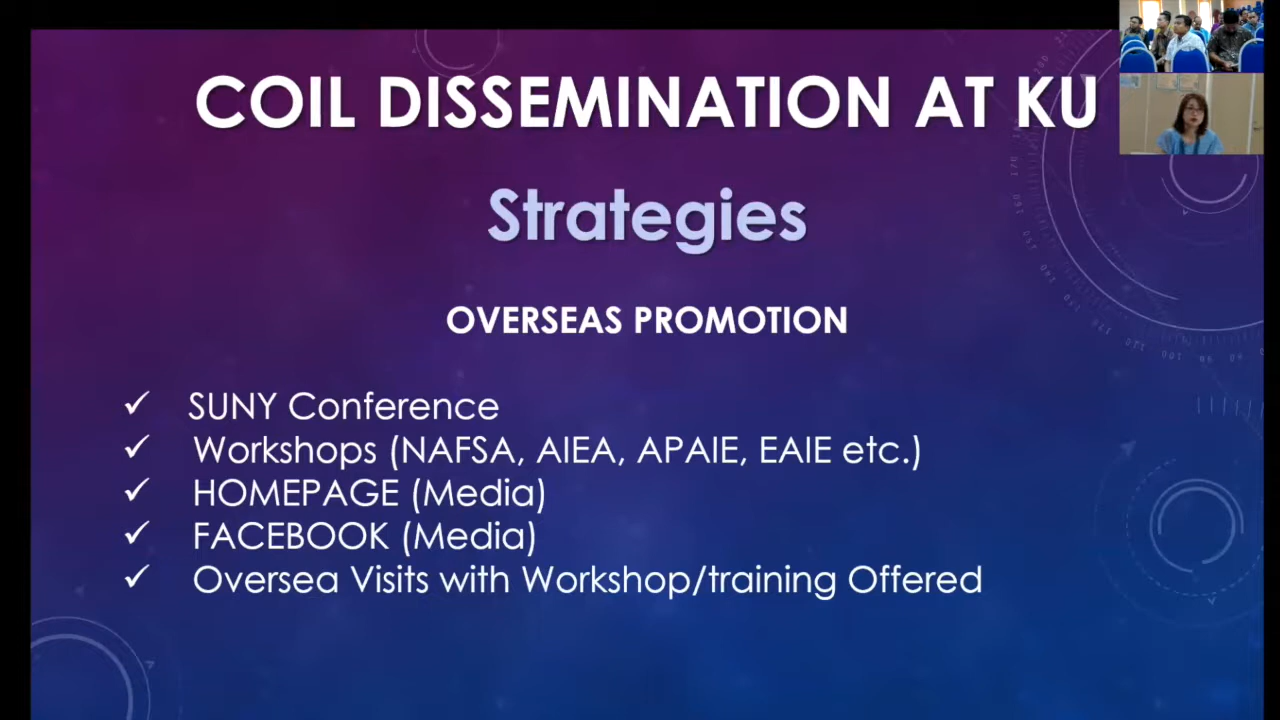 COIL DISSEMINATION AT KU
Strategies
OVERSEAS PROMOTION
✓ SUNY Conference
✓ Workshops (NAFSA, AIEA, APAIE, EAIE etc.)
✓ HOMEPAGE (Media)
✓ FACEBOOK (Media)
✓ Oversea Visits with Workshop/training Offered